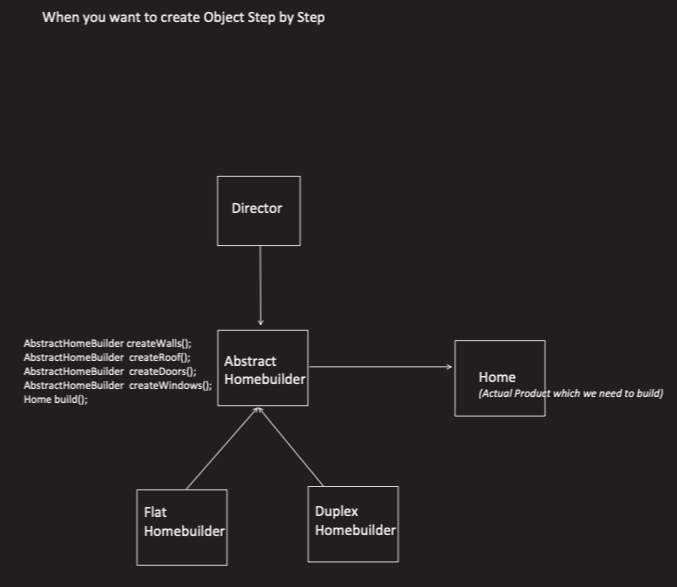 When you want to create Object Step by Step
Director
AbstractHomeBuilder createWalls();
AbstractHomeBuilder createRoof();
AbstractHomeBuilder createDoors();
AbstractHomeBuilder createWindows();
Home build();
Abstract
Homebuilder
Home
(Actual Product which we need to build)
Flat
Homebuilder
Duplex
Homebuilder